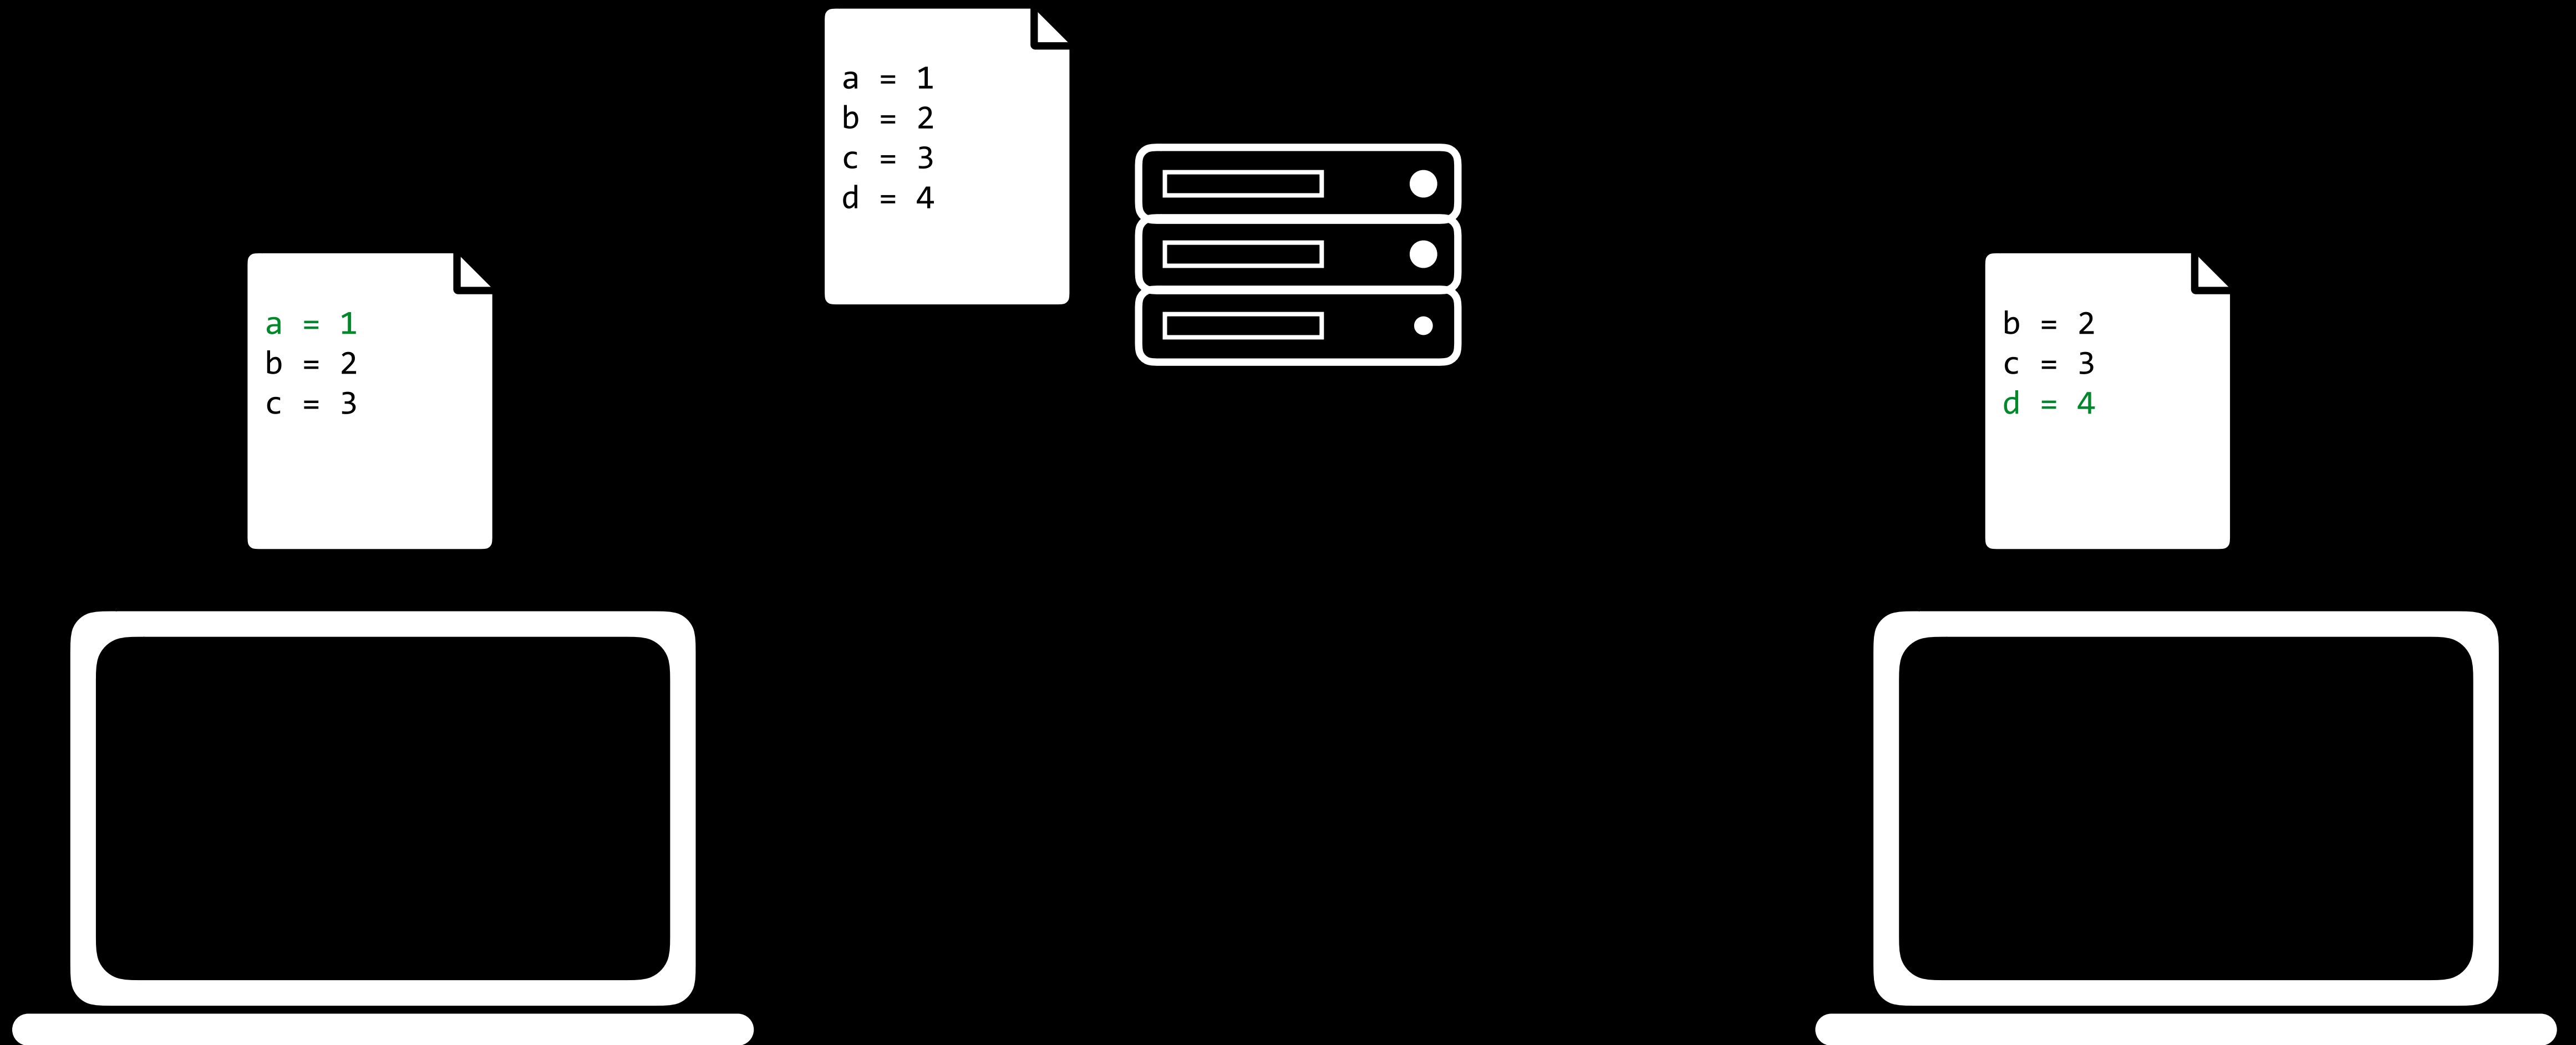 a = 1
b = 2
c = 3
d = 4
a = 1
b = 2
c = 3
b = 2
c = 3
d = 4